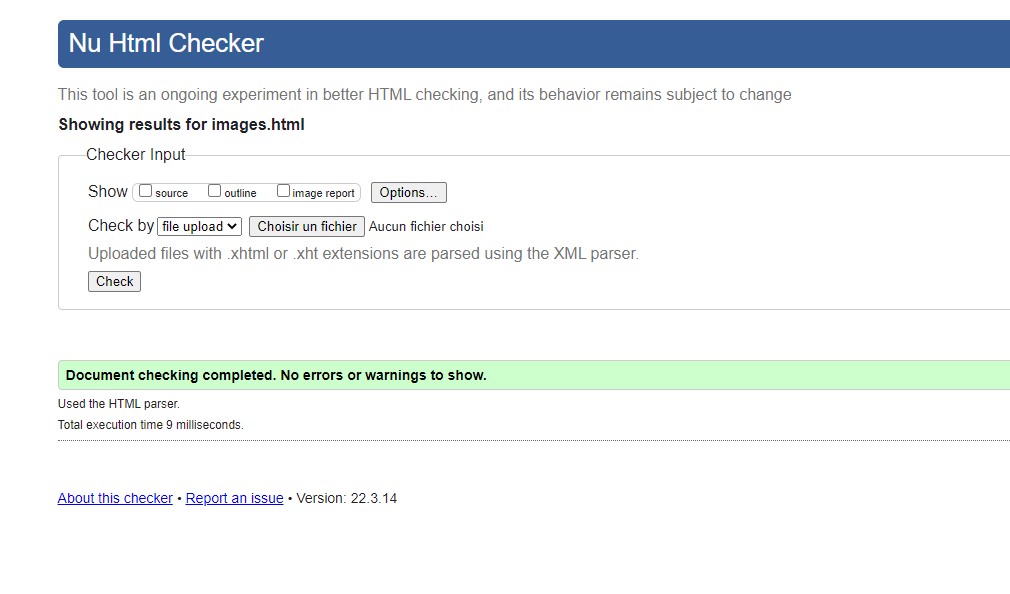 Nu Html Checker
This tool is an ongoing experiment in better HTML checking, and its behavior remains subject to change
Showing results for images.html
Checker Input
Show source outline image report Options...
Check by file upload Choisir un fichier Aucun fichier choisi
Uploaded files with .xhtml or .xht extensions are parsed using the XML parser.
Check
Document checking completed. No errors or warnings to show.
Used the HTML parser.
Total execution time 9 milliseconds.
About this checker • Report an issue • Version: 22.3.14